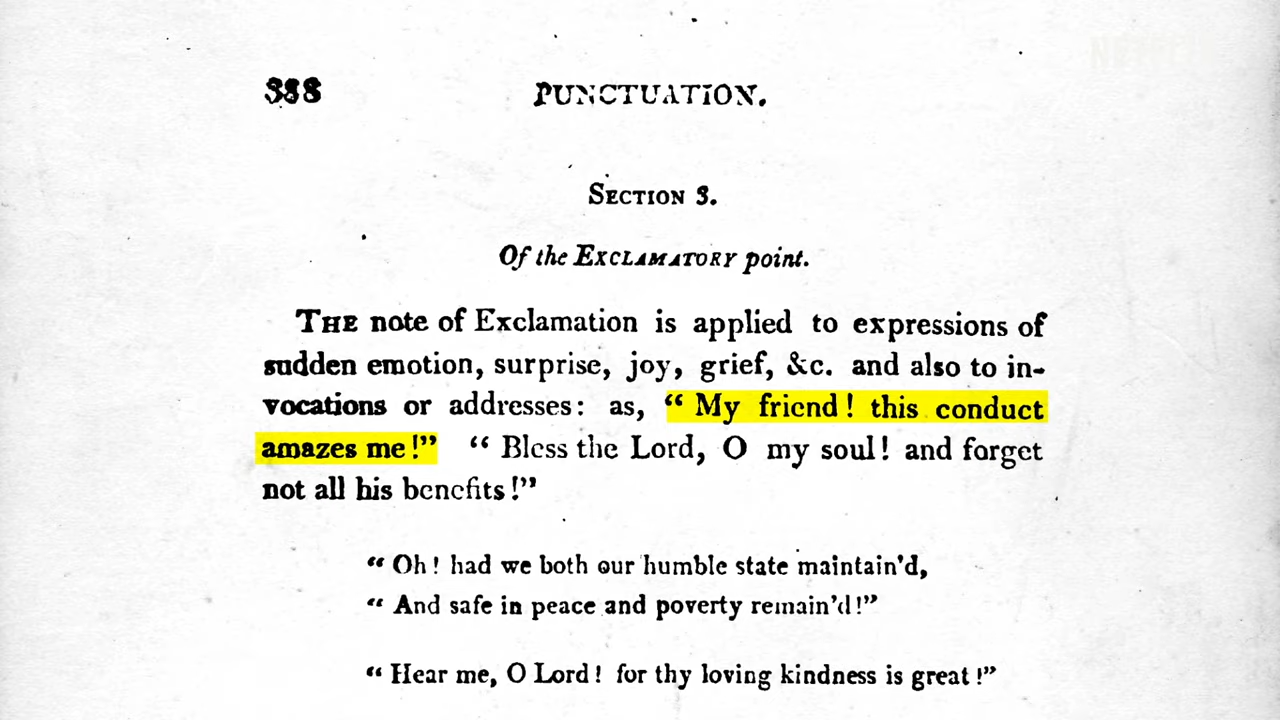 388 PUNCTUATION.
SECTION 3.
Of the EXCLAMATORY point.
THE note of Exclamation is applied to expressions of
sudden emotion, surprise, joy, grief, &c. and also to in-
vocations or addresses: as, “ My friend! this conduct
amazes me!” “ Bless the Lord, O my soul! and forget
not all his benefits!”
“ Oh! had we both our humble state maintain'd,
“ And safe in peace and poverty remain'd!”
“ Hear me, O Lord! for thy loving kindness is great!”